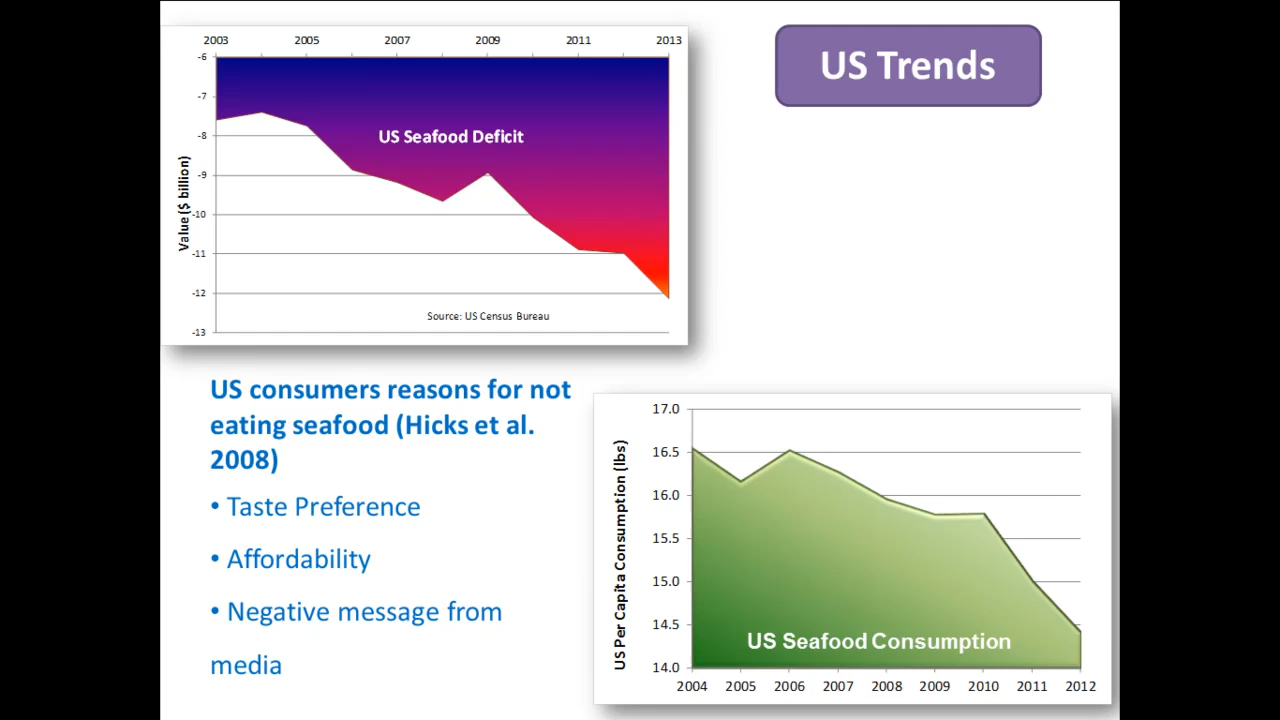 US Trends
2003 2005 2007 2009 2011 2013
-6
-7
-8
-9
-10
-11
-12
-13
Value ($ billion)
US Seafood Deficit
Source: US Census Bureau
US consumers reasons for not
eating seafood (Hicks et al.
2008)
• Taste Preference
• Affordability
• Negative message from
media
17.0
16.5
16.0
15.5
15.0
14.5
14.0
US Per Capita Consumption (lbs)
US Seafood Consumption
2004 2005 2006 2007 2008 2009 2010 2011 2012